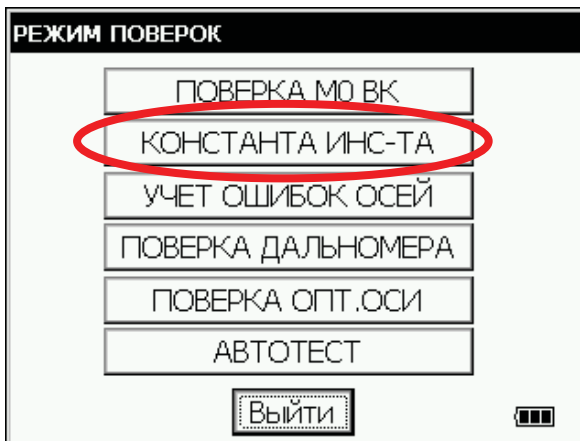 РЕЖИМ ПОВЕРОК
ПОВЕРКА М0 ВК
КОНСТАНТА ИНС-ТА
УЧЕТ ОШИБОК ОСЕЙ
ПОВЕРКА ДАЛЬНОМЕРА
ПОВЕРКА ОПТ.ОСИ
АВТОТЕСТ
Выйти